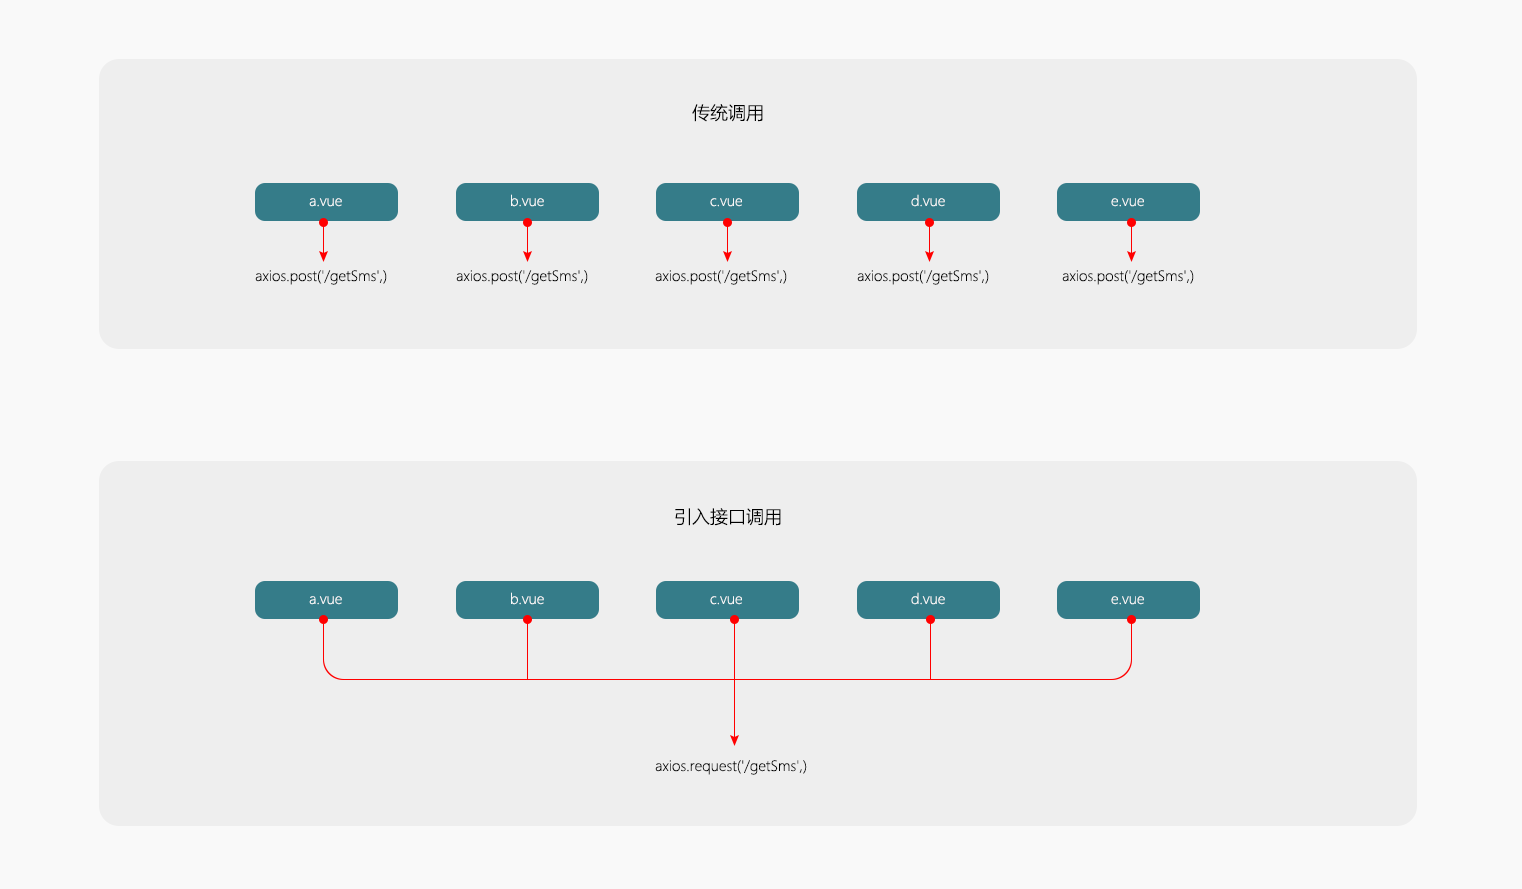 传统调用
a.vue
b.vue
c.vue
d.vue
e.vue
axios.post('/getSms',)
axios.post('/getSms',)
axios.post('/getSms',)
axios.post('/getSms',)
axios.post('/getSms',)
引入接口调用
a.vue
b.vue
c.vue
d.vue
e.vue
axios.request('/getSms',)